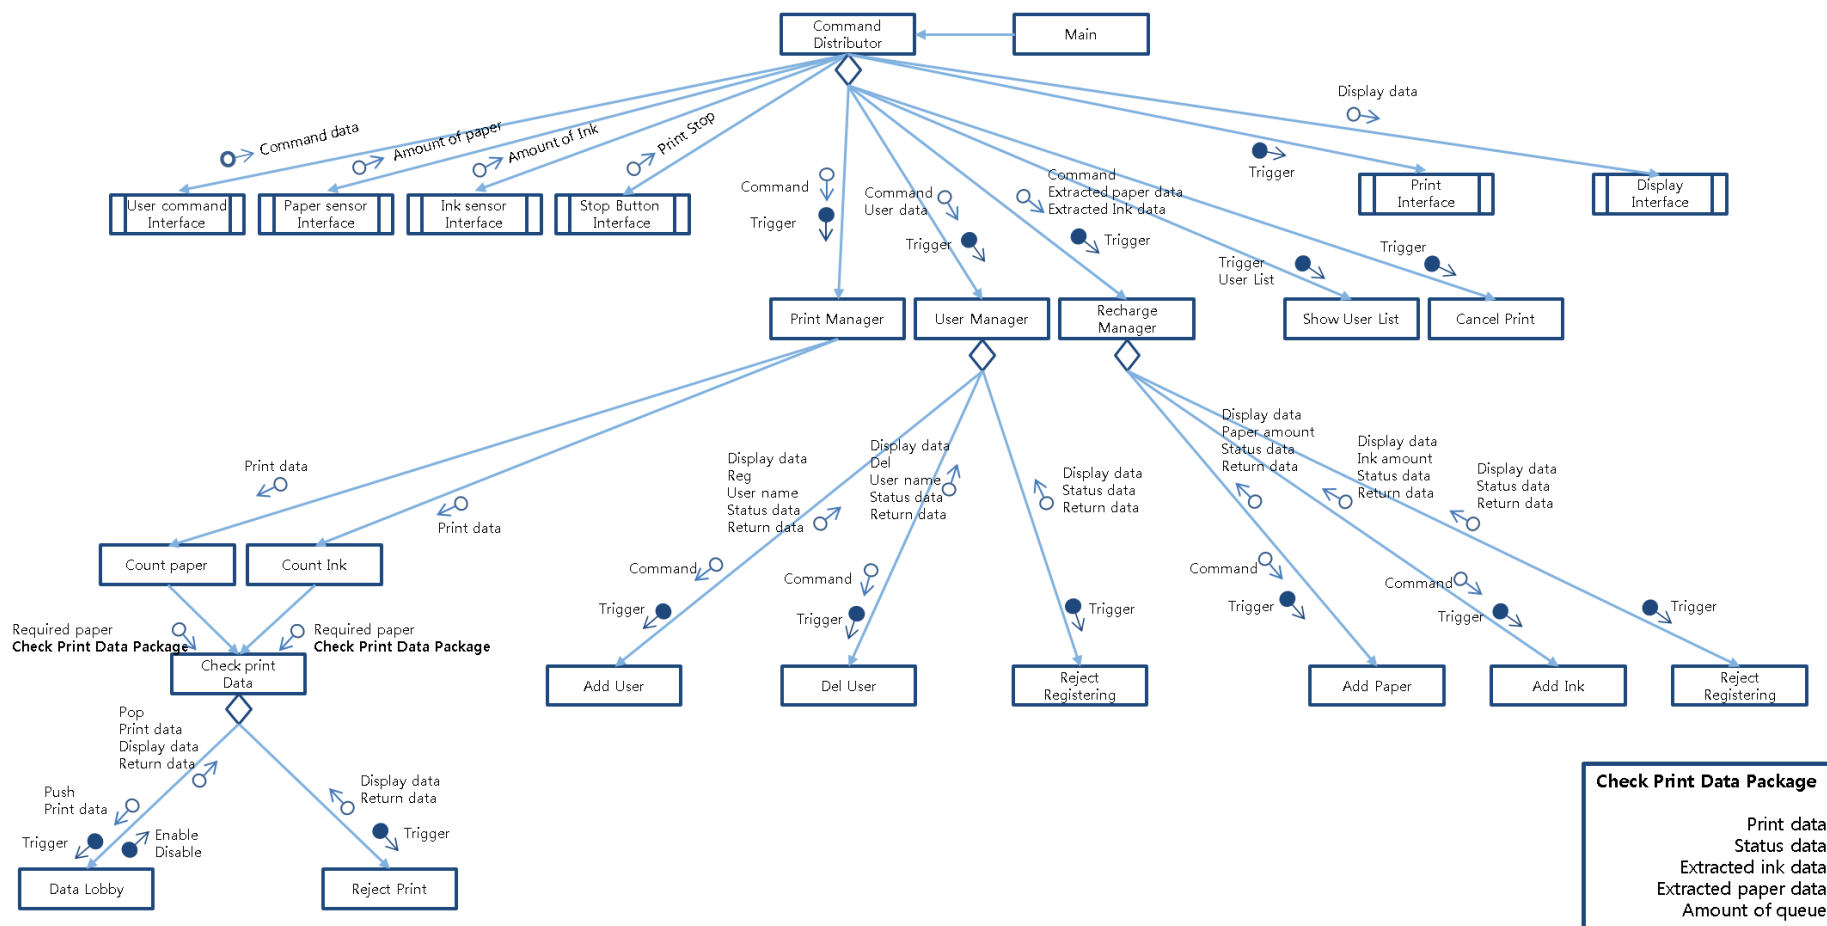 Command
Distributor
Main
Display data
Command data
Amount of paper
Amount of Ink
Print Stop
Trigger
User command
Interface
Paper sensor
Interface
Ink sensor
Interface
Stop Button
Interface
Print
Interface
Display
Interface
Command
Trigger
Command
User data
Trigger
Command
Extracted paper data
Extracted Ink data
Trigger
Trigger
User List
Trigger
Print Manager
User Manager
Recharge
Manager
Show User List
Cancel Print
Print data
Print data
Display data
Reg
User name
Status data
Return data
Display data
Del
User name
Status data
Return data
Display data
Status data
Return data
Display data
Paper amount
Status data
Return data
Display data
Ink amount
Status data
Return data
Display data
Status data
Return data
Count paper
Count Ink
Command
Trigger
Command
Trigger
Trigger
Command
Trigger
Command
Trigger
Trigger
Required paper
Check Print Data Package
Required paper
Check Print Data Package
Check print
Data
Add User
Del User
Reject
Registering
Add Paper
Add Ink
Reject
Registering
Pop
Print data
Display data
Return data
Push
Print data
Trigger
Enable
Disable
Display data
Return data
Trigger
Data Lobby
Reject Print
Check Print Data Package
Print data
Status data
Extracted ink data
Extracted paper data
Amount of queue